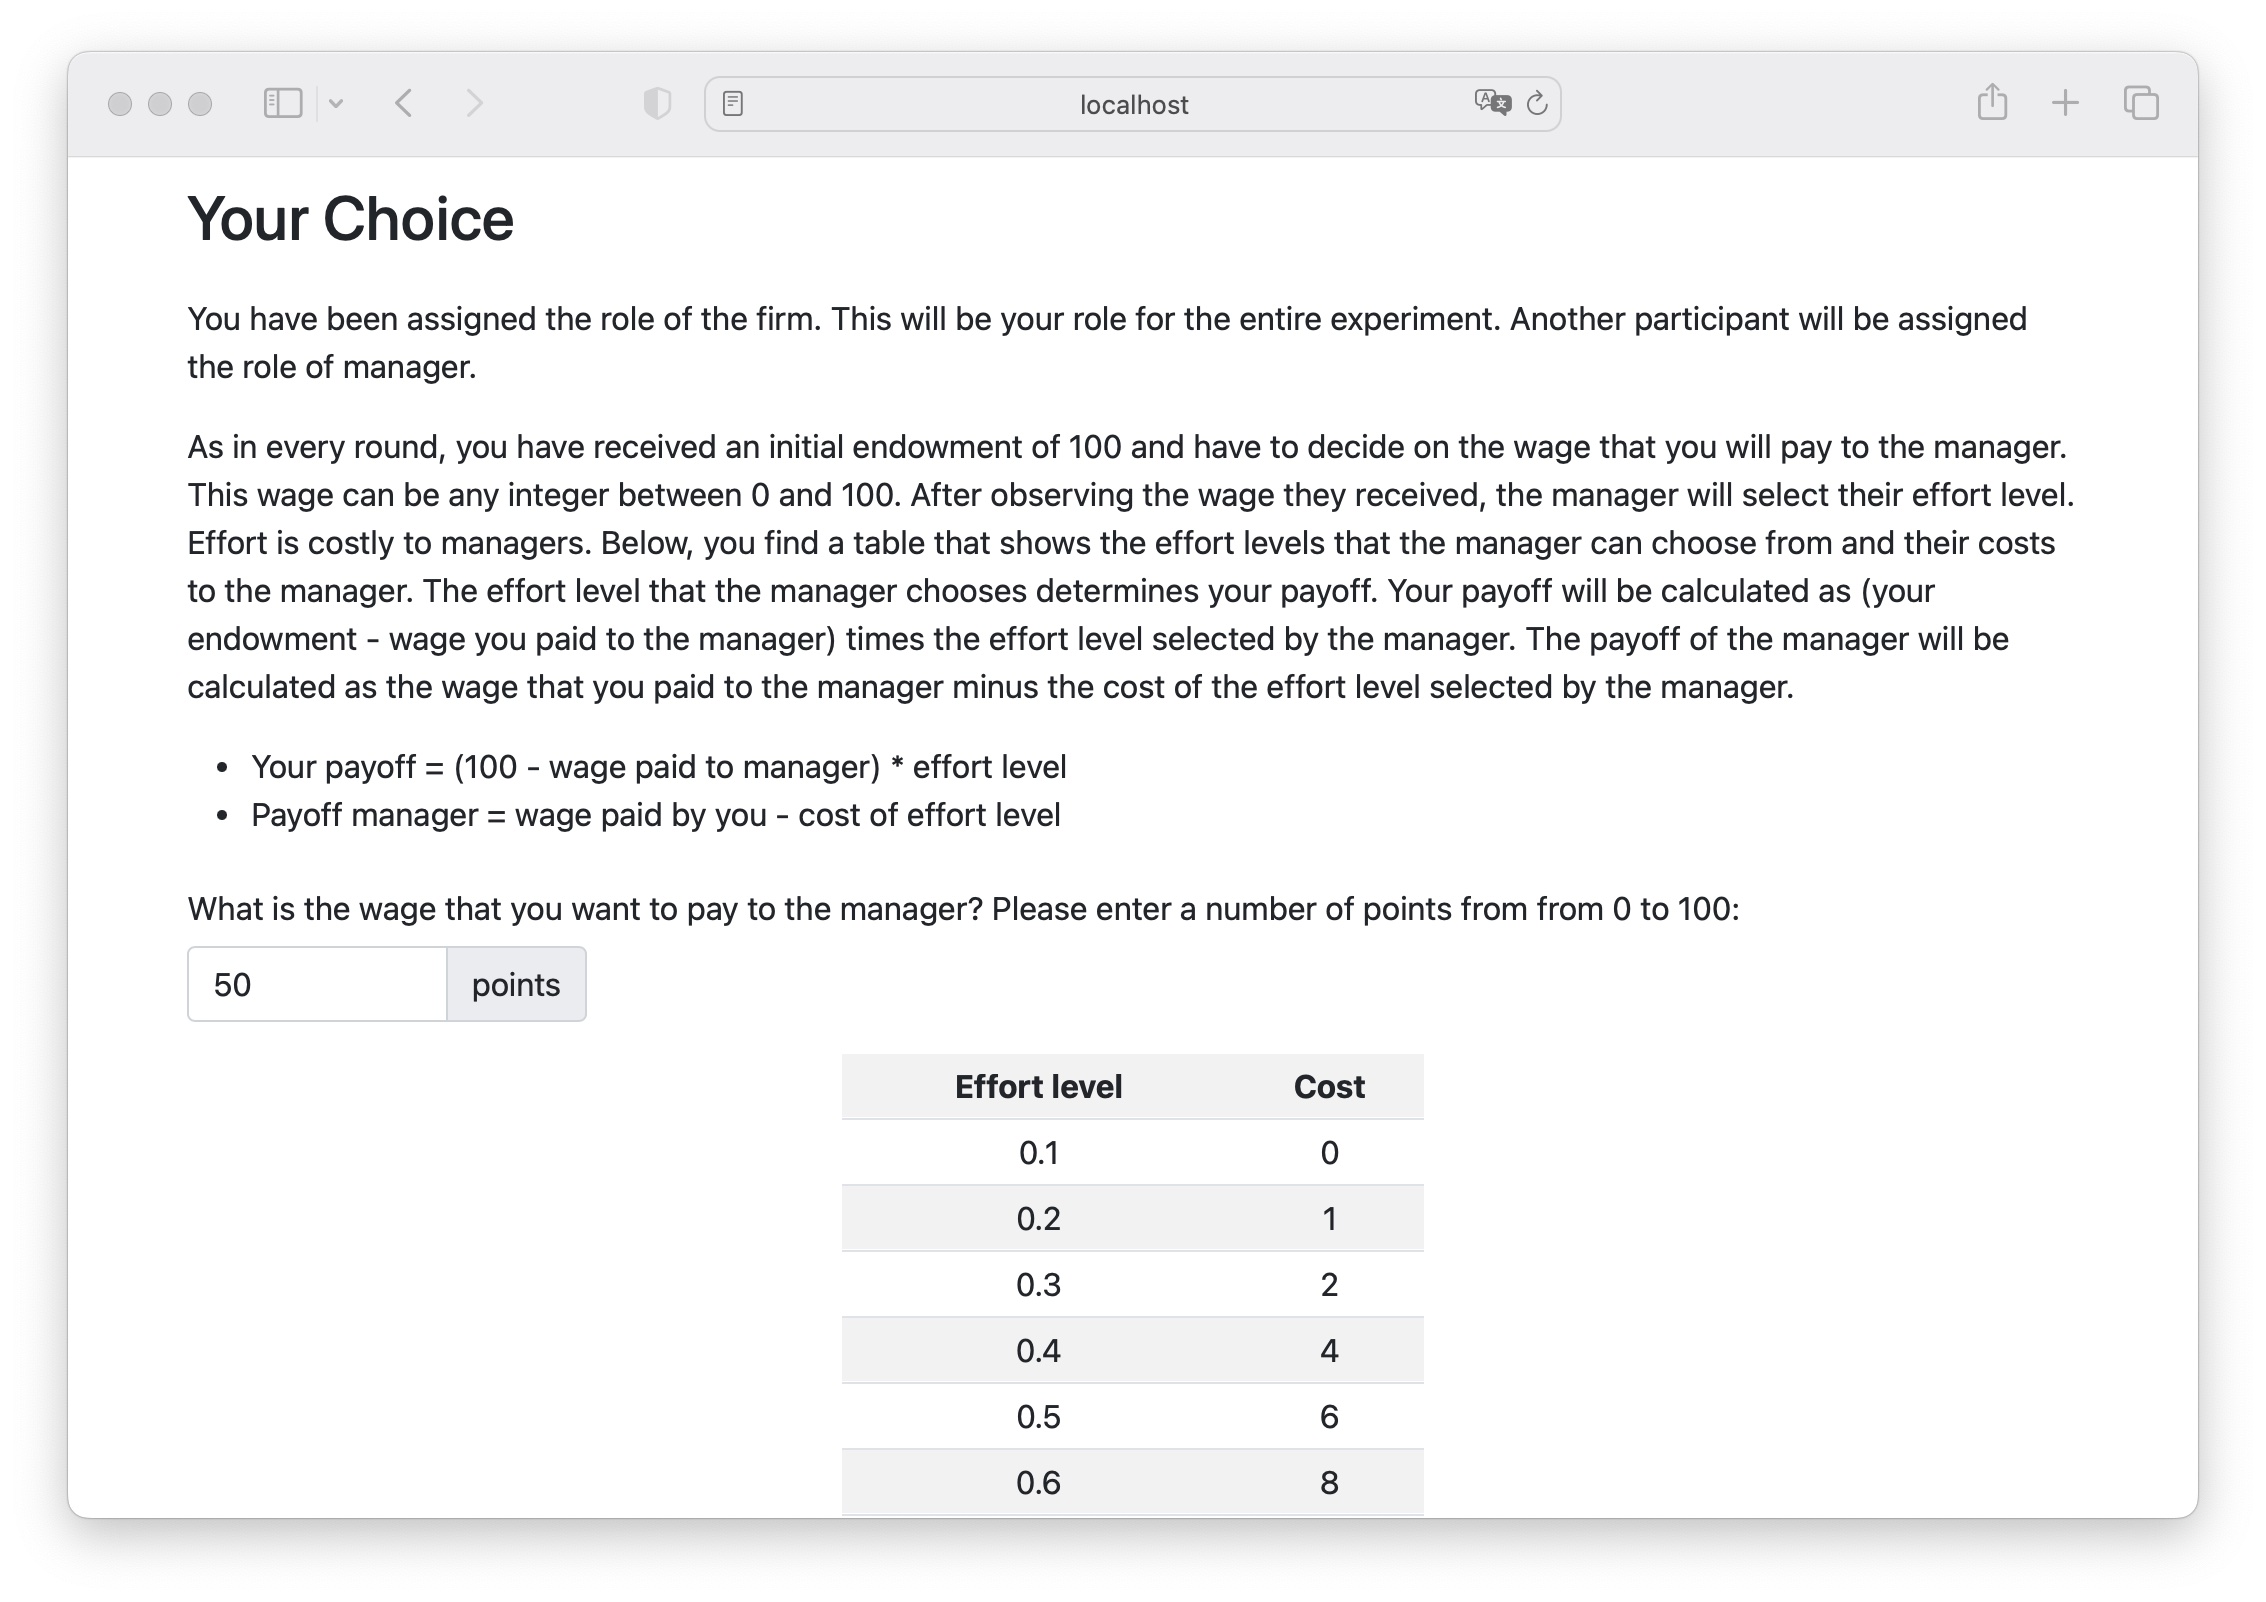 localhost
Your Choice
You have been assigned the role of the firm. This will be your role for the entire experiment. Another participant will be assigned
the role of manager.
As in every round, you have received an initial endowment of 100 and have to decide on the wage that you will pay to the manager.
This wage can be any integer between 0 and 100. After observing the wage they received, the manager will select their effort level.
Effort is costly to managers. Below, you find a table that shows the effort levels that the manager can choose from and their costs
to the manager. The effort level that the manager chooses determines your payoff. Your payoff will be calculated as (your
endowment - wage you paid to the manager) times the effort level selected by the manager. The payoff of the manager will be
calculated as the wage that you paid to the manager minus the cost of the effort level selected by the manager.
• Your payoff = (100 - wage paid to manager) * effort level
• Payoff manager = wage paid by you - cost of effort level
What is the wage that you want to pay to the manager? Please enter a number of points from from 0 to 100:
50 points
Effort level Cost
0.1 0
0.2 1
0.3 2
0.4 4
0.5 6
0.6 8